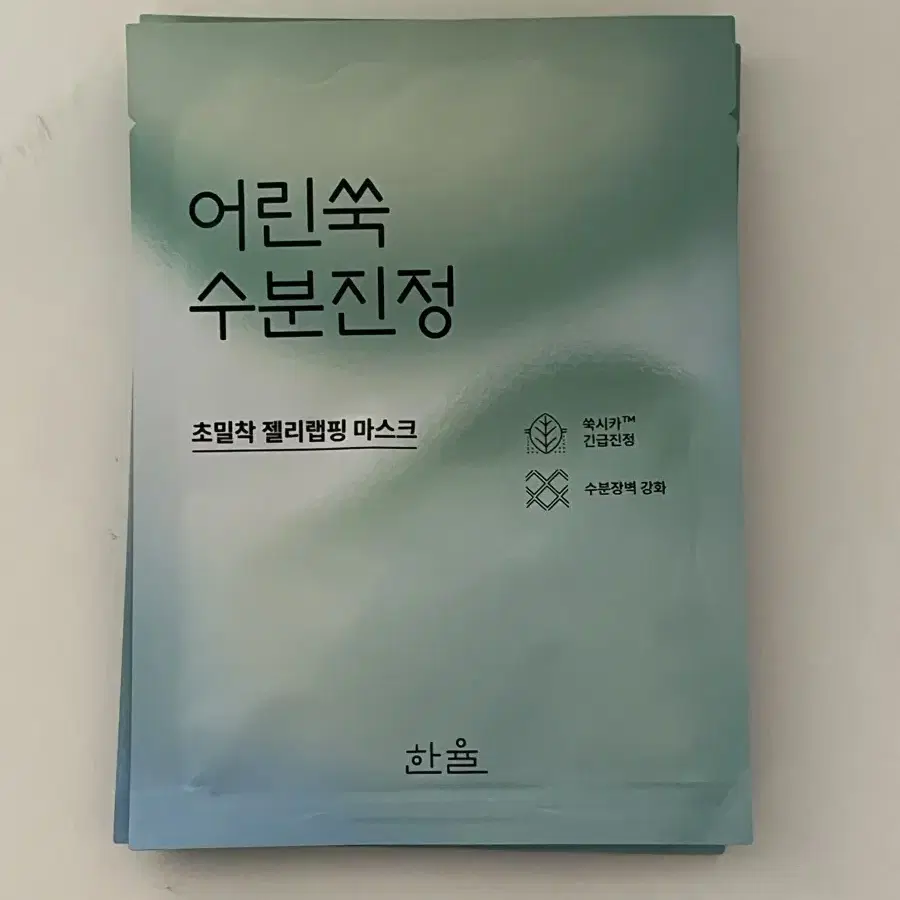 어린쑥
수분진정
초밀착 젤리랩핑 마스크
쑥시카™
긴급진정
수분장벽 강화
한율